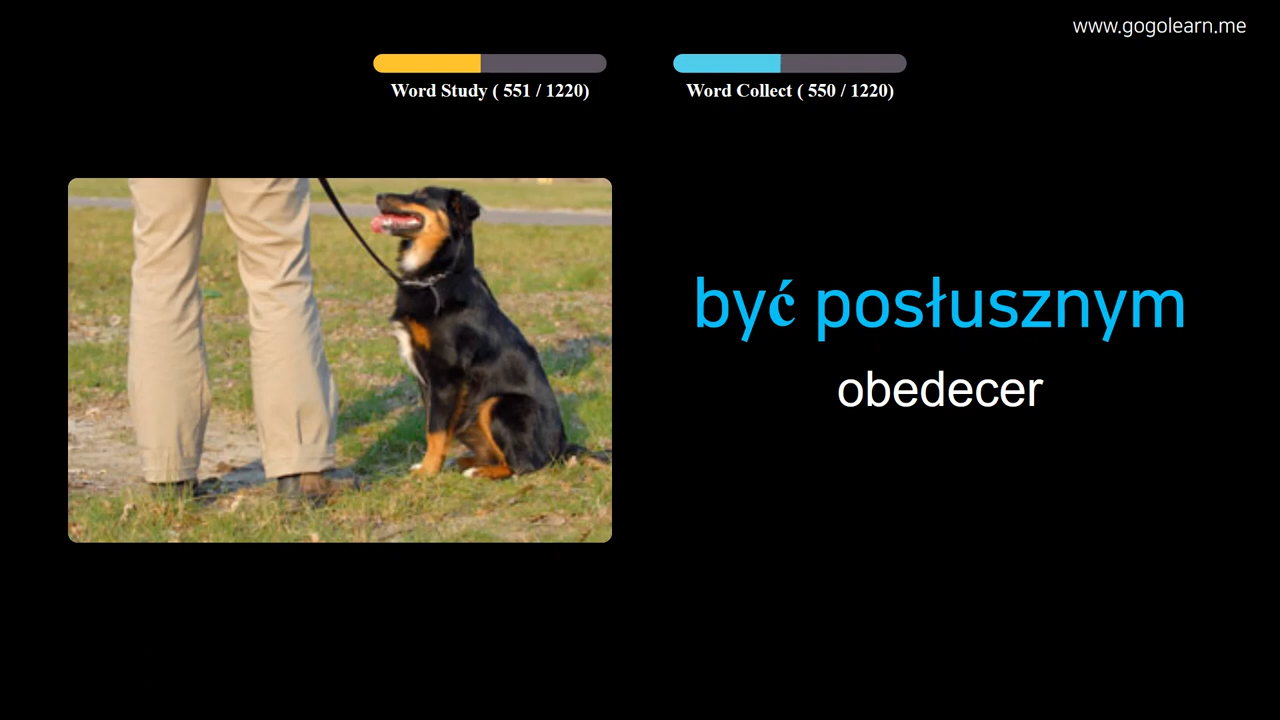 www.gogolearn.me
Word Study ( 551 / 1220)
Word Collect ( 550 / 1220)
być posłusznym
obedecer